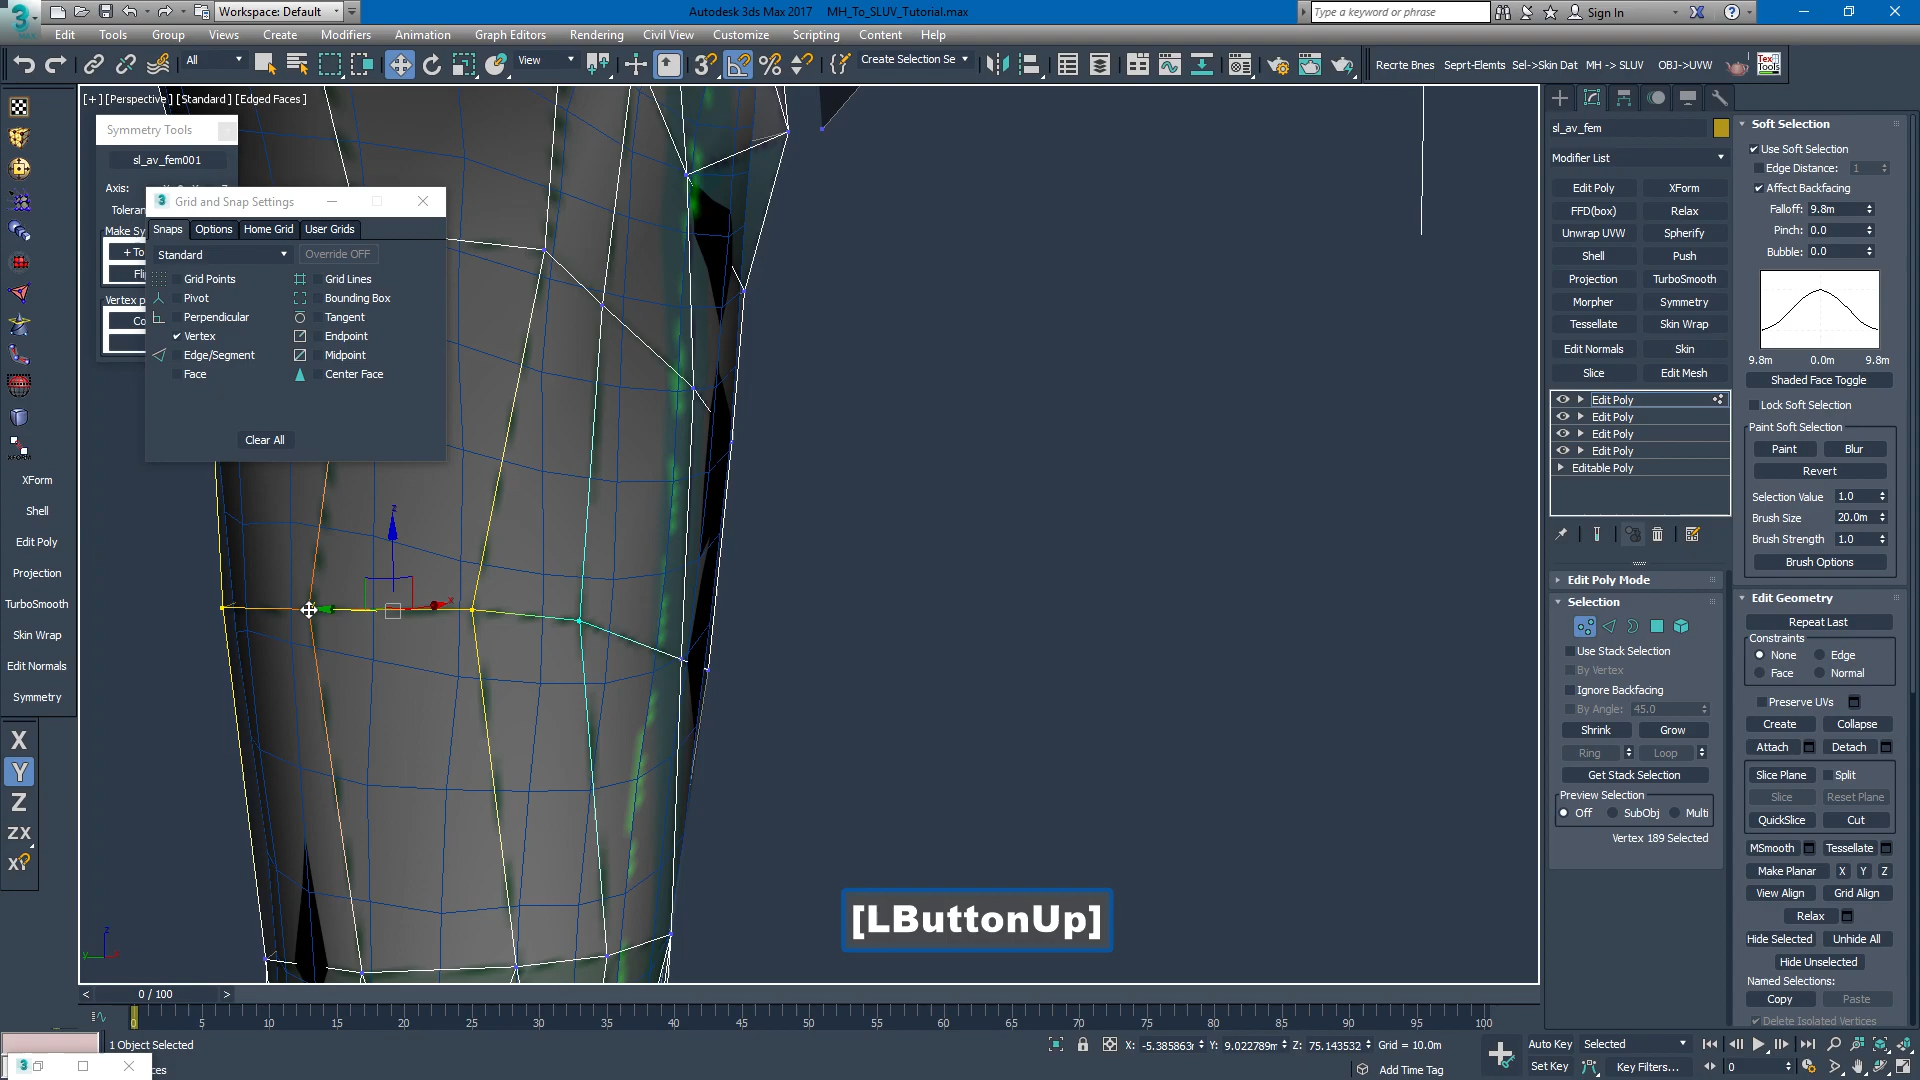 Workspace: Default
Autodesk 3ds Max 2017    MH_To_SLUV_Tutorial.max
Type a keyword or phrase
Sign In
MAX
Edit Tools Group Views Create Modifiers Animation Graph Editors Rendering Civil View Customize Scripting Content Help
All
View
Create Selection Se
Recrte Bnes Seprt-Elemts Sel->Skin Dat MH -> SLUV OBJ->UVW
[+] [Perspective] [Standard] [Edged Faces]
Symmetry Tools
sl_av_fem001
Axis:
Toleran
Make Sy
+ To
Flip
Vertex p
Co
Grid and Snap Settings
Snaps Options Home Grid User Grids
Standard
Override OFF
Grid Points Grid Lines
Pivot Bounding Box
Perpendicular Tangent
Vertex Endpoint
Edge/Segment Midpoint
Face Center Face
Clear All
XFORM
XForm
Shell
Edit Poly
Projection
TurboSmooth
Skin Wrap
Edit Normals
Symmetry
X
Y
Z
ZX
XY
z
x
[LButtonUp]
z
y
sl_av_fem
Modifier List
Edit Poly XForm
FFD(box) Relax
Unwrap UVW Spherify
Shell Push
Projection TurboSmooth
Morpher Symmetry
Tessellate Skin Wrap
Edit Normals Skin
Slice Edit Mesh
Edit Poly
Edit Poly
Edit Poly
Edit Poly
Editable Poly
Edit Poly Mode
Selection
Use Stack Selection
By Vertex
Ignore Backfacing
By Angle: 45.0
Shrink Grow
Ring Loop
Get Stack Selection
Preview Selection
Off SubObj Multi
Vertex 189 Selected
Soft Selection
Use Soft Selection
Edge Distance: 1
Affect Backfacing
Falloff: 9.8m
Pinch: 0.0
Bubble: 0.0
9.8m 0.0m 9.8m
Shaded Face Toggle
Lock Soft Selection
Paint Soft Selection
Paint Blur
Revert
Selection Value 1.0
Brush Size 20.0m
Brush Strength 1.0
Brush Options
Edit Geometry
Repeat Last
Constraints
None Edge
Face Normal
Preserve UVs
Create Collapse
Attach Detach
Slice Plane Split
Slice Reset Plane
QuickSlice Cut
MSmooth Tessellate
Make Planar X Y Z
View Align Grid Align
Relax
Hide Selected Unhide All
Hide Unselected
Named Selections:
Copy Paste
Delete Isolated Vertices
< 0 / 100 >
0 5 10 15 20 25 30 35 40 45 50 55 60 65 70 75 80 85 90 95 100
1 Object Selected
X: -5.385863r Y: 9.022789m Z: 75.143532 Grid = 10.0m
Add Time Tag
Auto Key Selected
Set Key Key Filters...
0